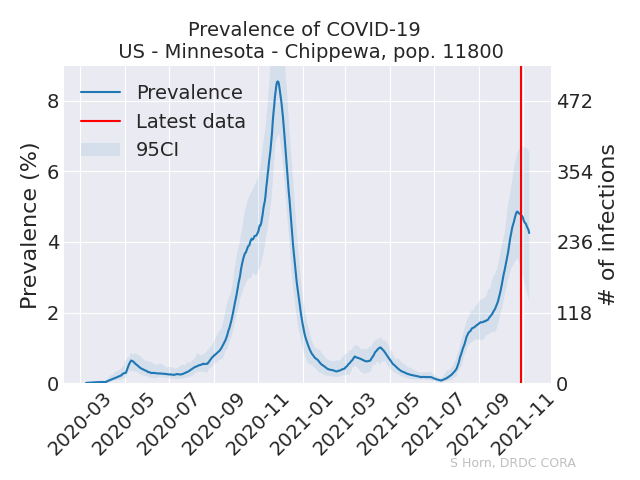 Prevalence of COVID-19
US - Minnesota - Chippewa, pop. 11800
Prevalence
Latest data
95CI
Prevalence (%)
8
6
4
2
0
# of infections
472
354
236
118
0
2020-03
2020-05
2020-07
2020-09
2020-11
2021-01
2021-03
2021-05
2021-07
2021-09
2021-11
S Horn, DRDC CORA